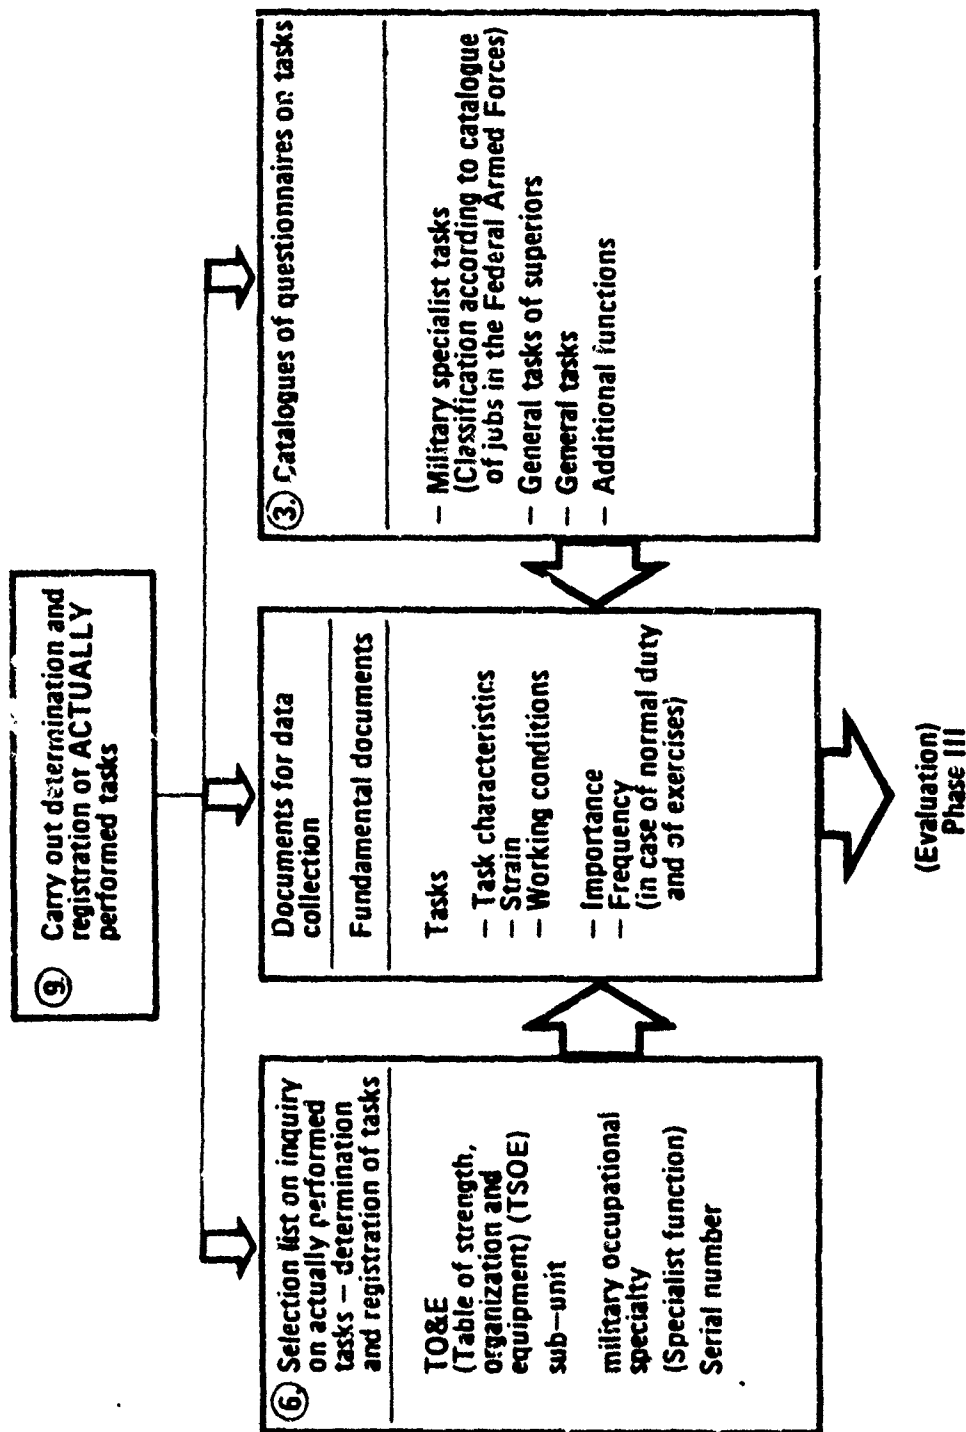 9. Carry out determination and
registration or ACTUALLY
performed tasks
6. Selection list on inquiry
on actually performed
tasks – determination
and registration of tasks
TO&E
(Table of strength,
organization and
equipment) (TSOE)
sub–unit
military occupational
specialty
(Specialist function)
Serial number
Documents for data
collection
Fundamental documents
Tasks
– Task characteristics
– Strain
– Working conditions
– Importance
– Frequency
(in case of normal duty
and of exercises)
3. Catalogues of questionnaires on tasks
– Military specialist tasks
(Classification according to catalogue
of jobs in the Federal Armed Forces)
– General tasks of superiors
– General tasks
– Additional functions
(Evaluation)
Phase III